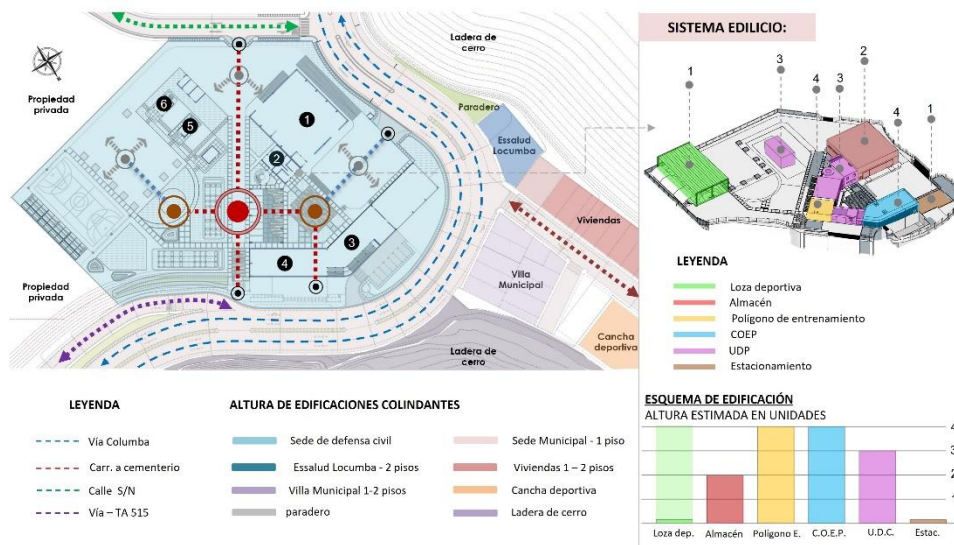 Ladera de
cerro
Propiedad
privada
Paradero
Essalud
Locumba
Viviendas
Villa
Municipal
Cancha
deportiva
Ladera de
cerro
Propiedad
privada
1
2
3
4
5
6
SISTEMA EDILICIO:
1
3
4
3
2
4
1
LEYENDA
Loza deportiva
Almacén
Polígono de entrenamiento
COEP
UDP
Estacionamiento
LEYENDA
Vía Columba
Carr. a cementerio
Calle S/N
Vía – TA 515
ALTURA DE EDIFICACIONES COLINDANTES
Sede de defensa civil
Essalud Locumba - 2 pisos
Villa Municipal 1-2 pisos
paradero
Sede Municipal - 1 piso
Viviendas 1 – 2 pisos
Cancha deportiva
Ladera de cerro
ESQUEMA DE EDIFICACIÓN
ALTURA ESTIMADA EN UNIDADES
4
3
2
1
Loza dep. Almacén Polígono E. C.O.E.P. U.D.C. Estac.